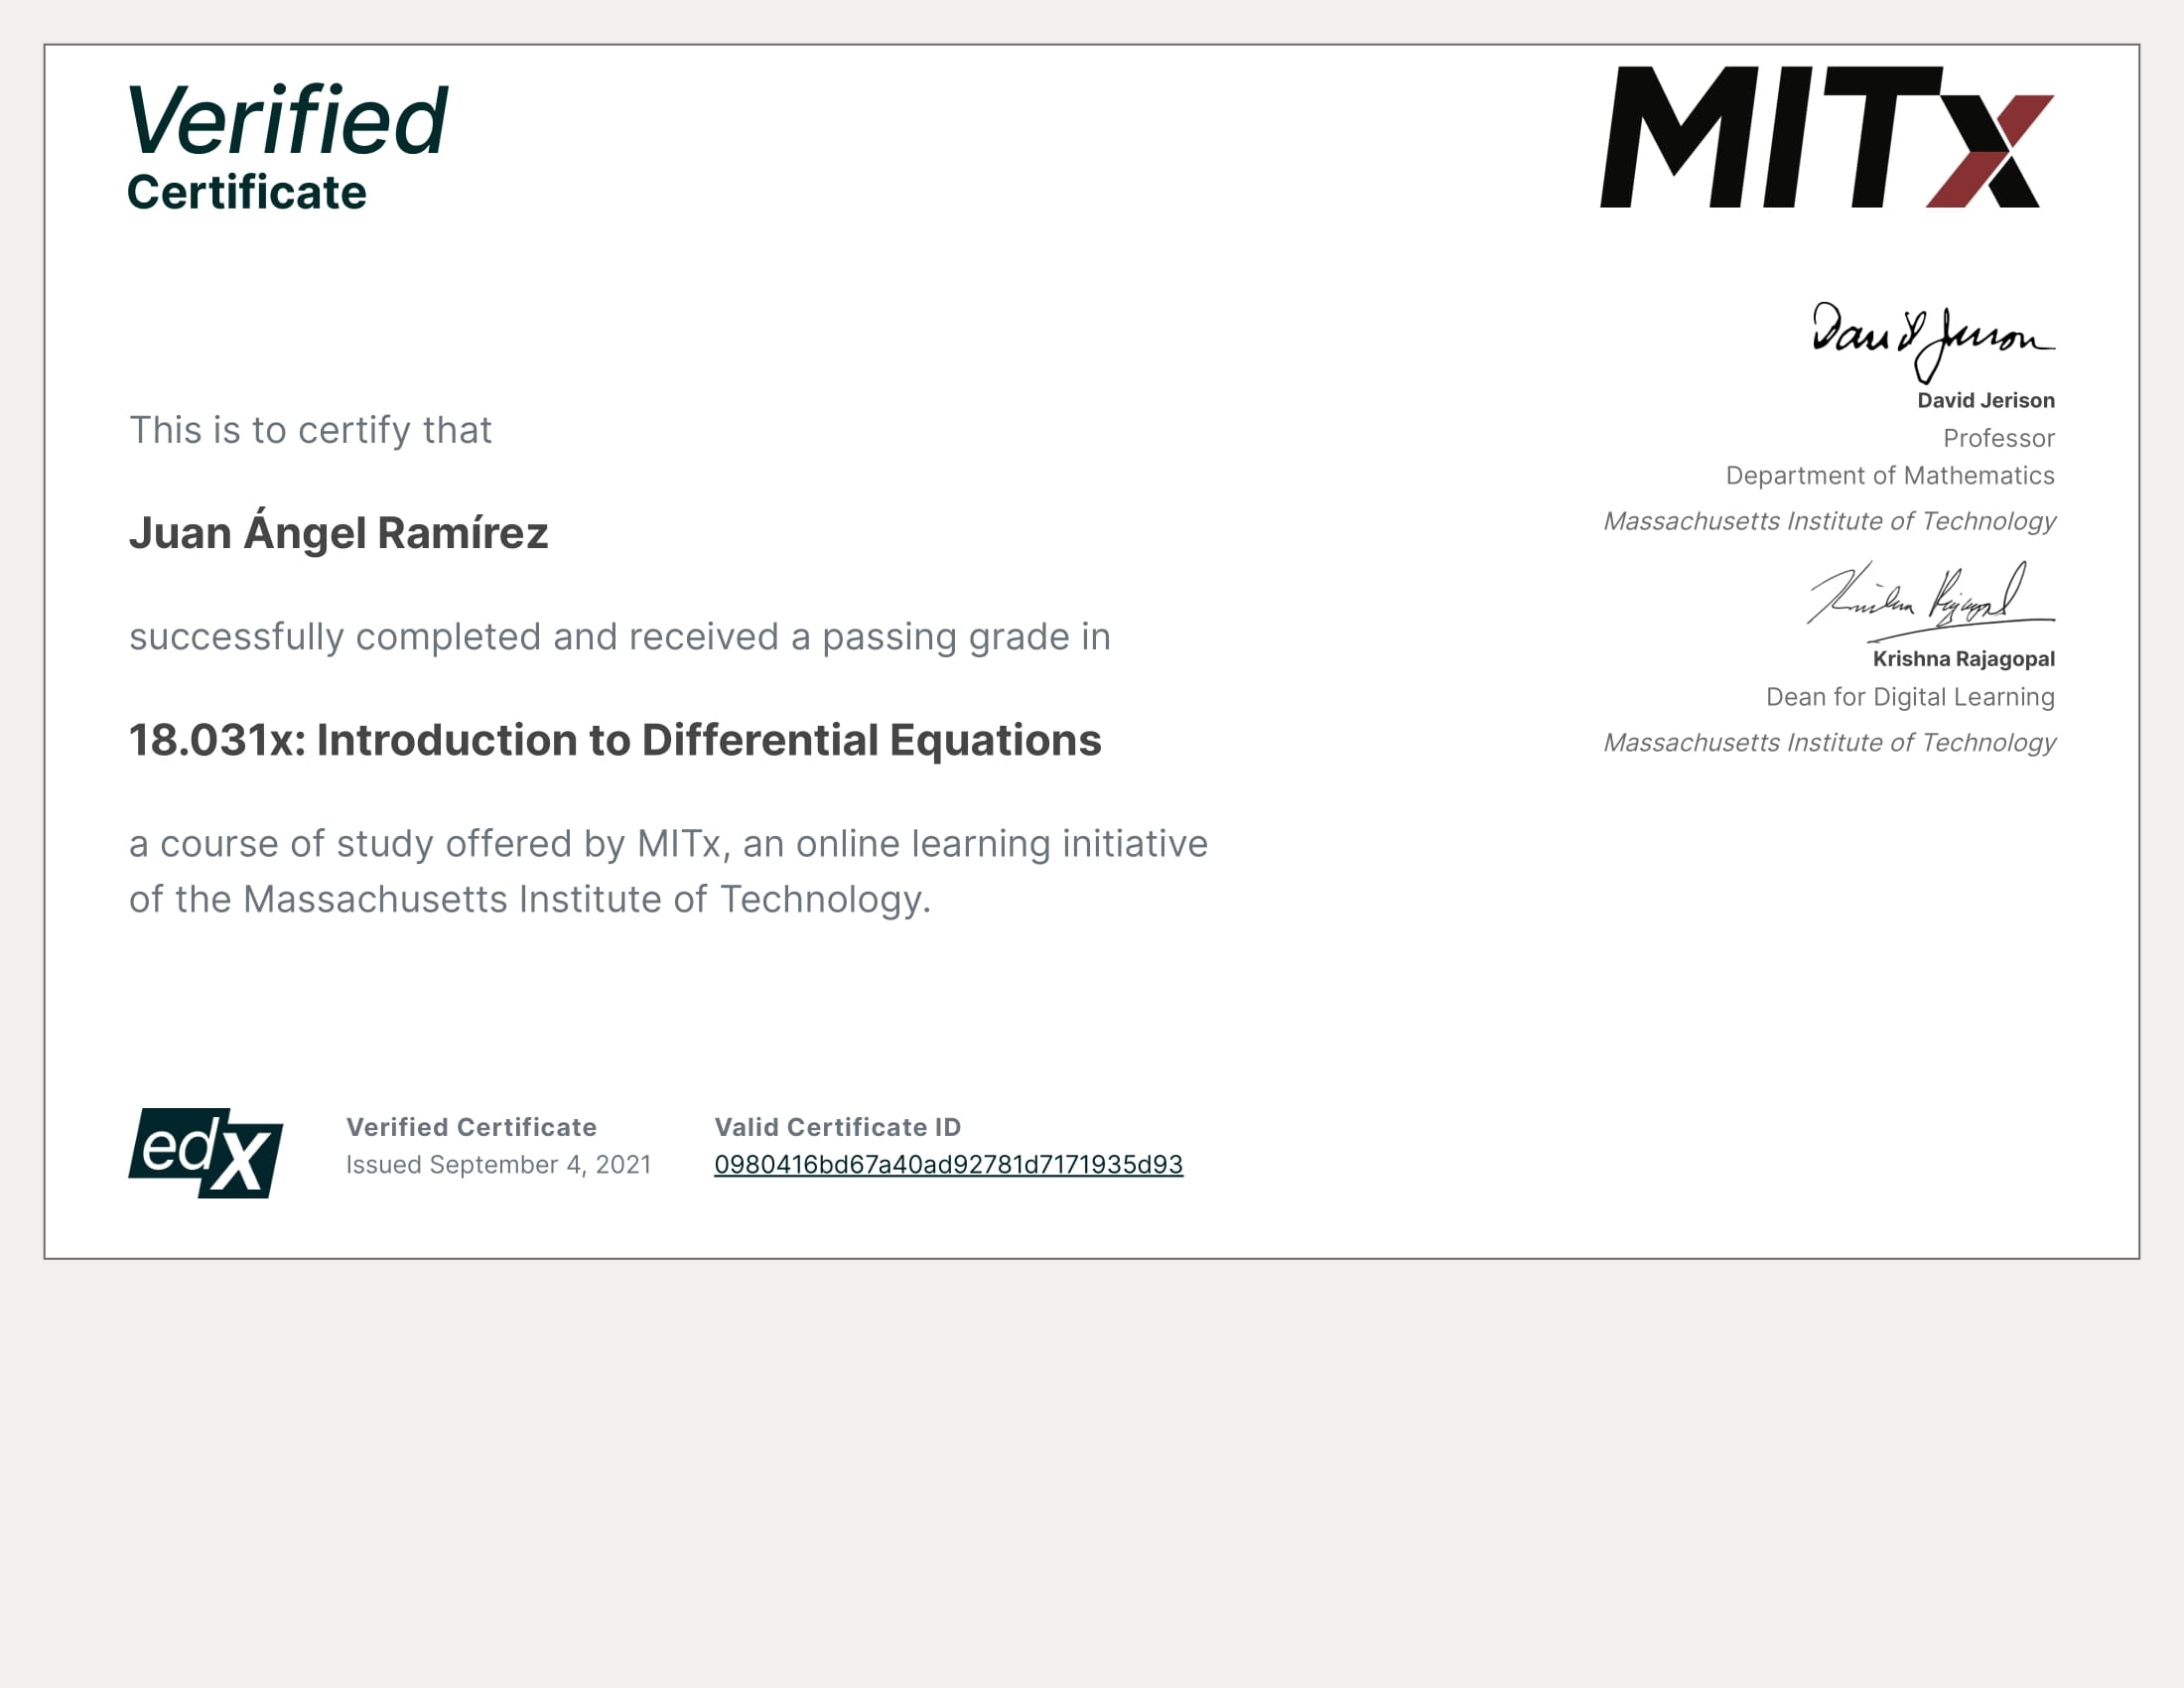 Verified
Certificate
MITx
This is to certify that
Juan Ángel Ramírez
successfully completed and received a passing grade in
18.031x: Introduction to Differential Equations
a course of study offered by MITx, an online learning initiative
of the Massachusetts Institute of Technology.
David Jerison
David Jerison
Professor
Department of Mathematics
Massachusetts Institute of Technology
Krishna Rajagopal
Krishna Rajagopal
Dean for Digital Learning
Massachusetts Institute of Technology
edX
Verified Certificate
Issued September 4, 2021
Valid Certificate ID
0980416bd67a40ad92781d7171935d93